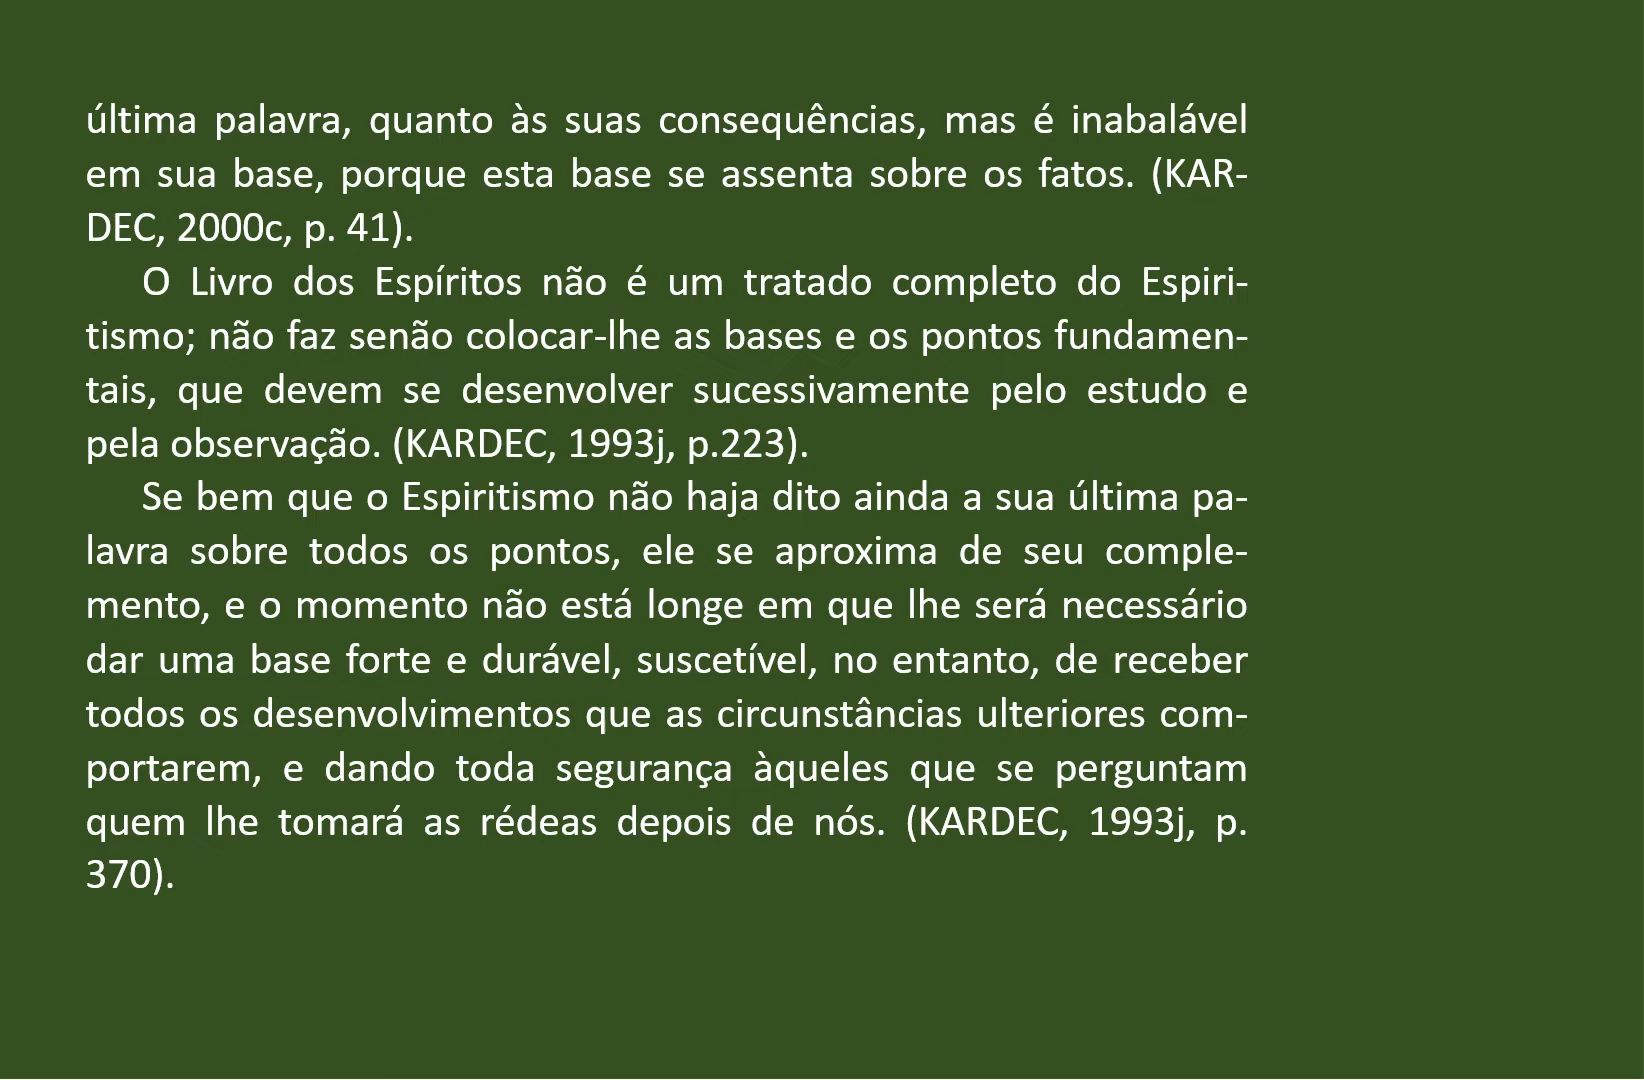 última palavra, quanto às suas consequências, mas é inabalável
em sua base, porque esta base se assenta sobre os fatos. (KAR-
DEC, 2000c, p. 41).
O Livro dos Espíritos não é um tratado completo do Espiri-
tismo; não faz senão colocar-lhe as bases e os pontos fundamen-
tais, que devem se desenvolver sucessivamente pelo estudo e
pela observação. (KARDEC, 1993j, p.223).
Se bem que o Espiritismo não haja dito ainda a sua última pa-
lavra sobre todos os pontos, ele se aproxima de seu comple-
mento, e o momento não está longe em que lhe será necessário
dar uma base forte e durável, suscetível, no entanto, de receber
todos os desenvolvimentos que as circunstâncias ulteriores com-
portarem, e dando toda segurança àqueles que se perguntam
quem lhe tomará as rédeas depois de nós. (KARDEC, 1993j, p.
370).